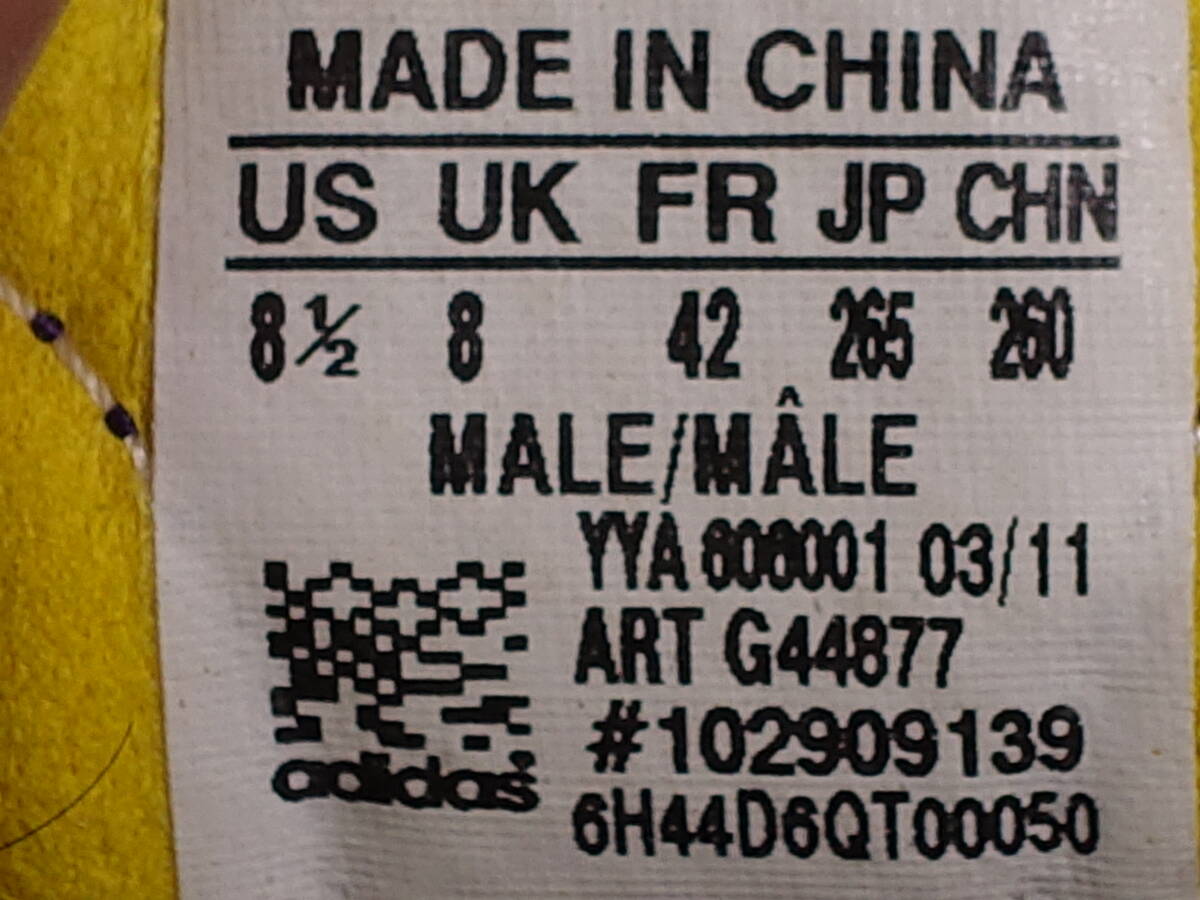 MADE IN CHINA
US UK FR JP CHN
8½ 8 42 265 260
MALE/MÂLE
YYA 606001 03/11
ART G44877
#102909139
6H44D6QT00050
adidas